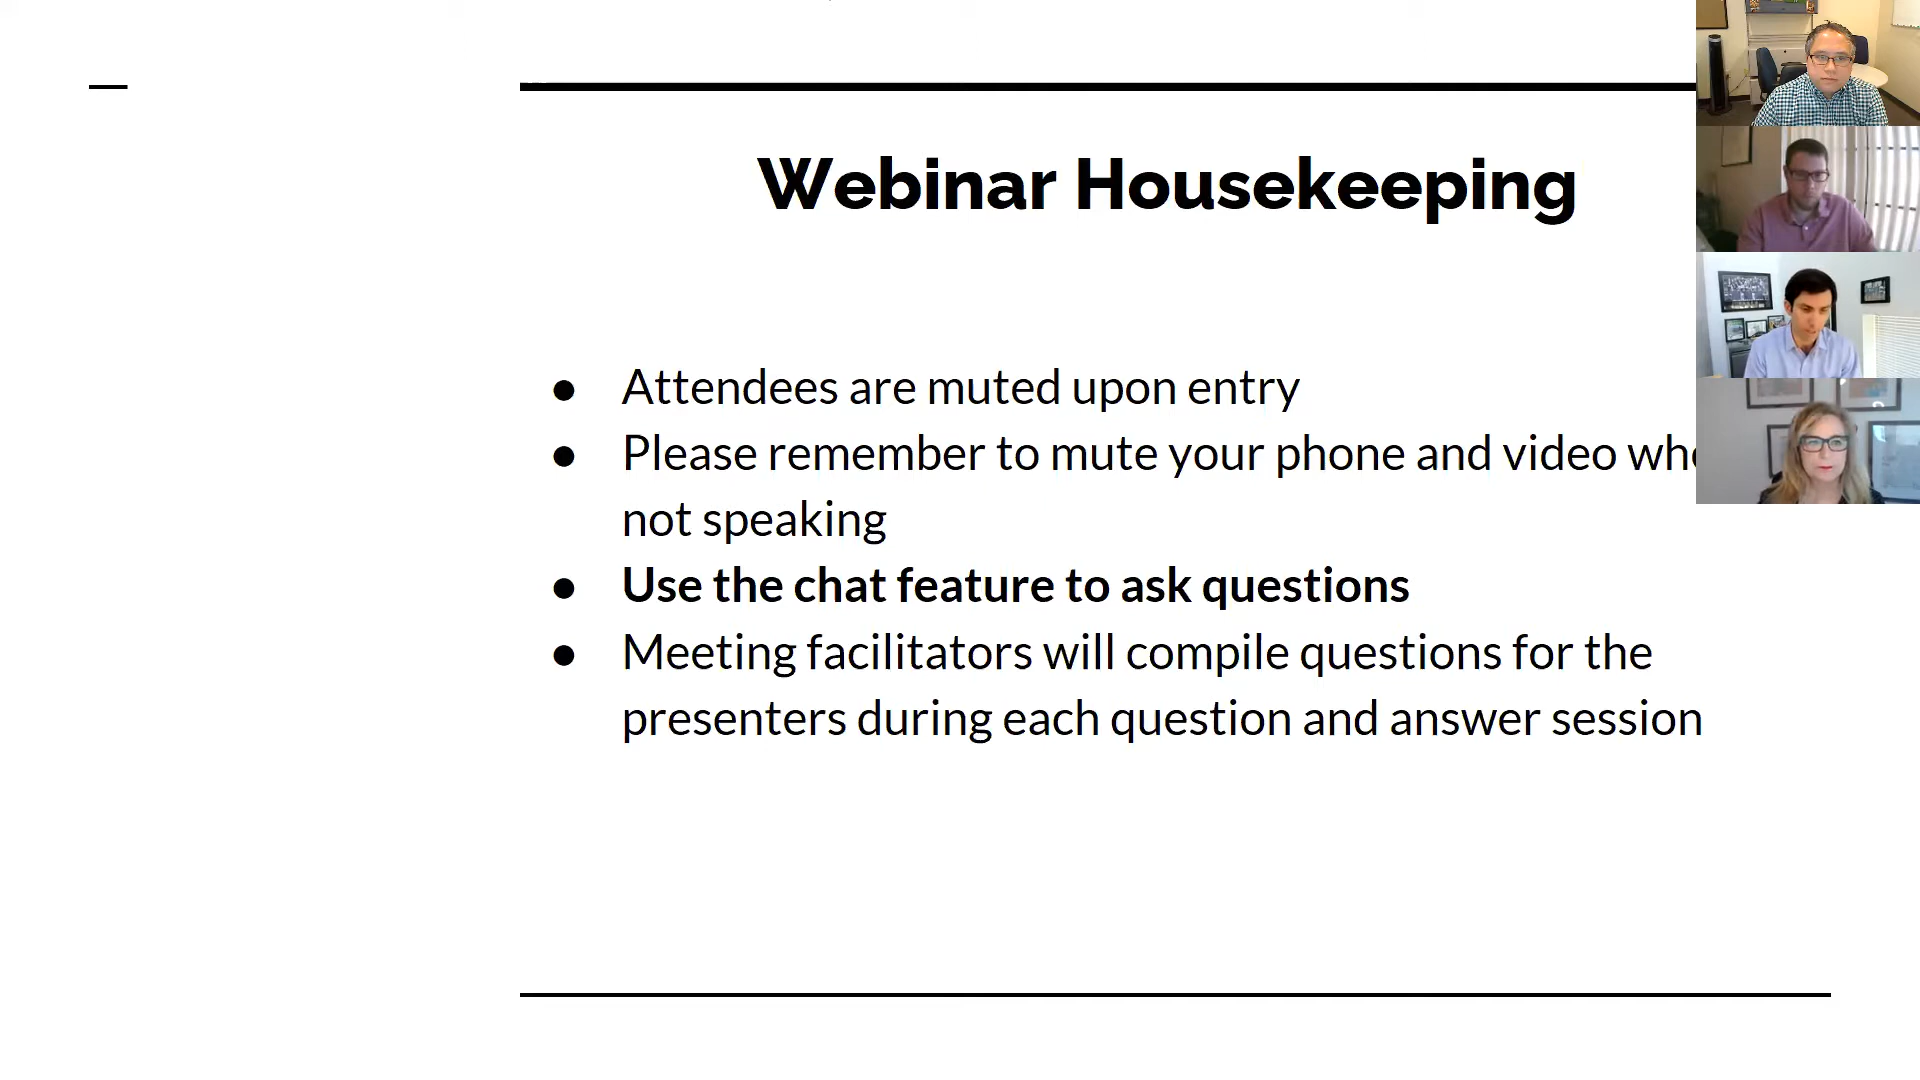 Webinar Housekeeping
● Attendees are muted upon entry
● Please remember to mute your phone and video
not speaking
● Use the chat feature to ask questions
● Meeting facilitators will compile questions for the
presenters during each question and answer session